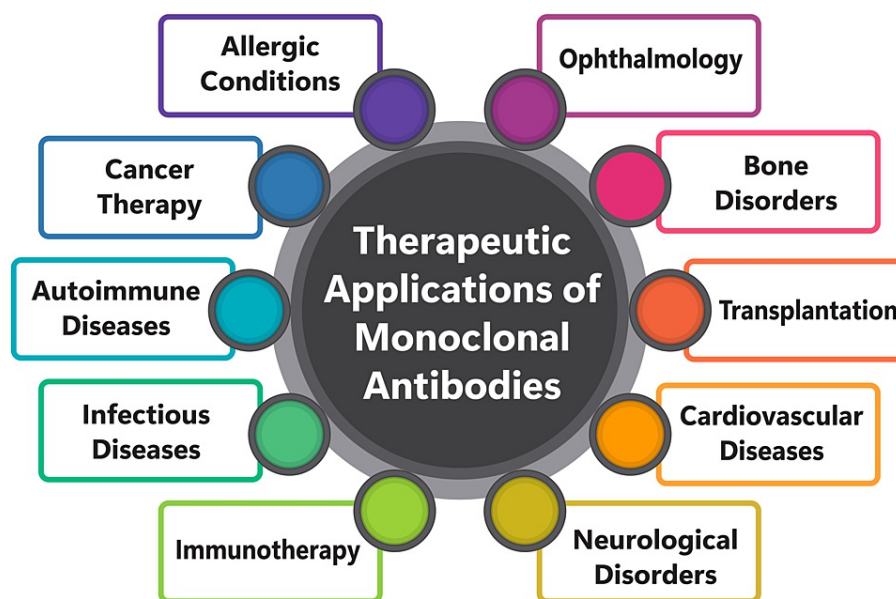 Allergic
Conditions
Ophthalmology
Cancer
Therapy
Bone
Disorders
Therapeutic
Applications of
Monoclonal
Antibodies
Autoimmune
Diseases
Transplantation
Infectious
Diseases
Cardiovascular
Diseases
Immunotherapy
Neurological
Disorders